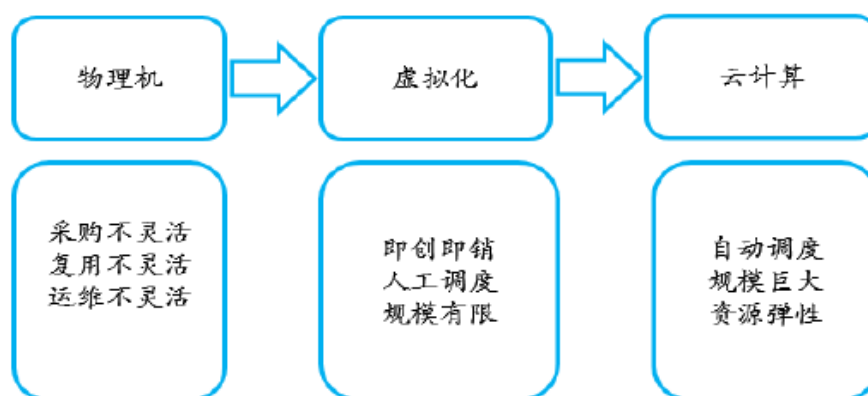 物理机
虚拟化
云计算
采购不灵活
复用不灵活
运维不灵活
即创即销
人工调度
规模有限
自动调度
规模巨大
资源弹性